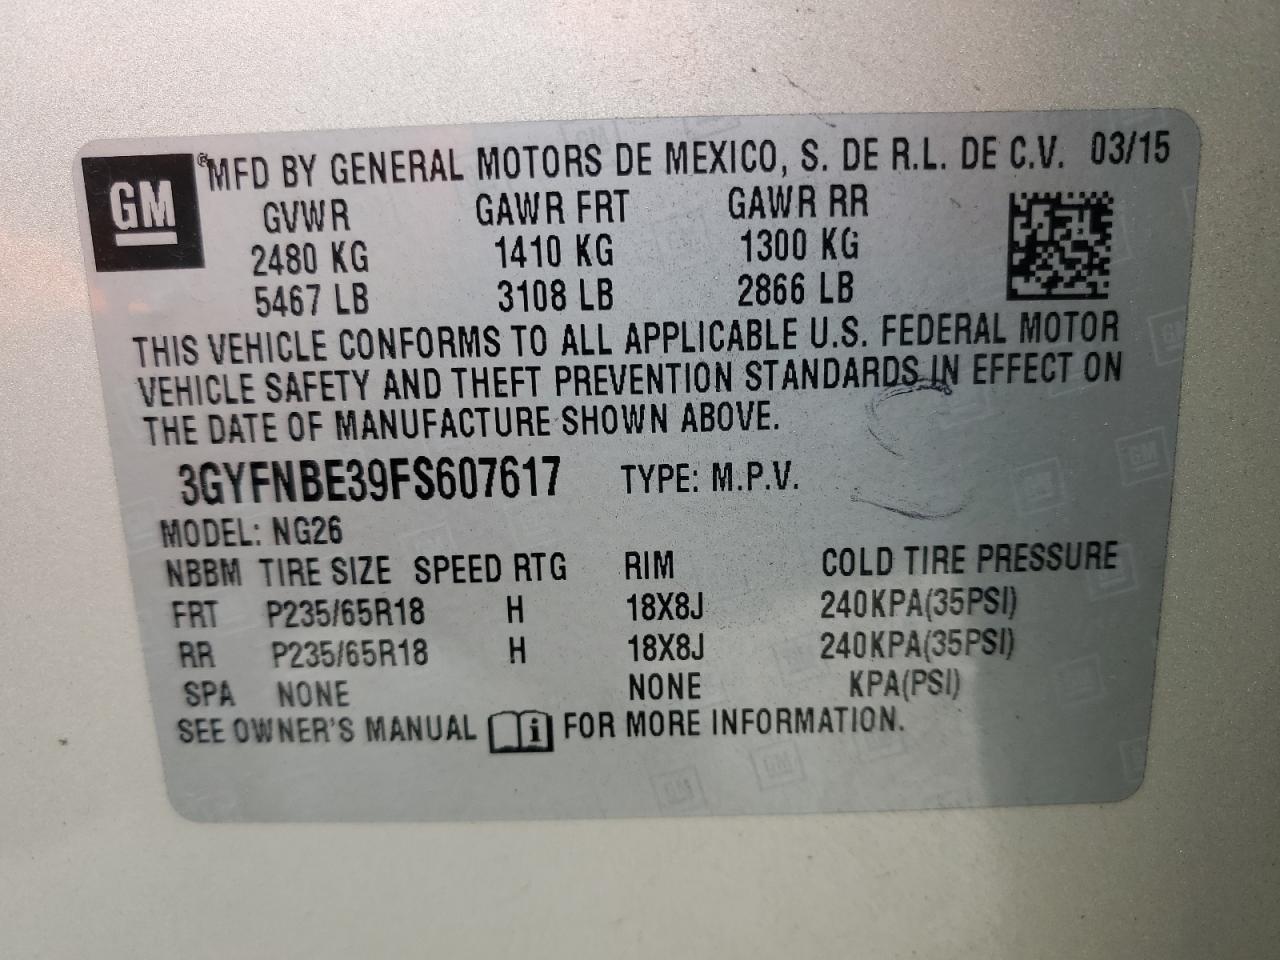 GM
®MFD BY GENERAL MOTORS DE MEXICO, S. DE R.L. DE C.V. 03/15
GVWR GAWR FRT GAWR RR
2480 KG 1410 KG 1300 KG
5467 LB 3108 LB 2866 LB
THIS VEHICLE CONFORMS TO ALL APPLICABLE U.S. FEDERAL MOTOR
VEHICLE SAFETY AND THEFT PREVENTION STANDARDS IN EFFECT ON
THE DATE OF MANUFACTURE SHOWN ABOVE.
3GYFNBE39FS607617 TYPE: M.P.V.
MODEL: NG26
NBBM TIRE SIZE SPEED RTG RIM COLD TIRE PRESSURE
FRT P235/65R18 H 18X8J 240KPA(35PSI)
RR P235/65R18 H 18X8J 240KPA(35PSI)
SPA NONE NONE KPA(PSI)
SEE OWNER'S MANUAL i FOR MORE INFORMATION.